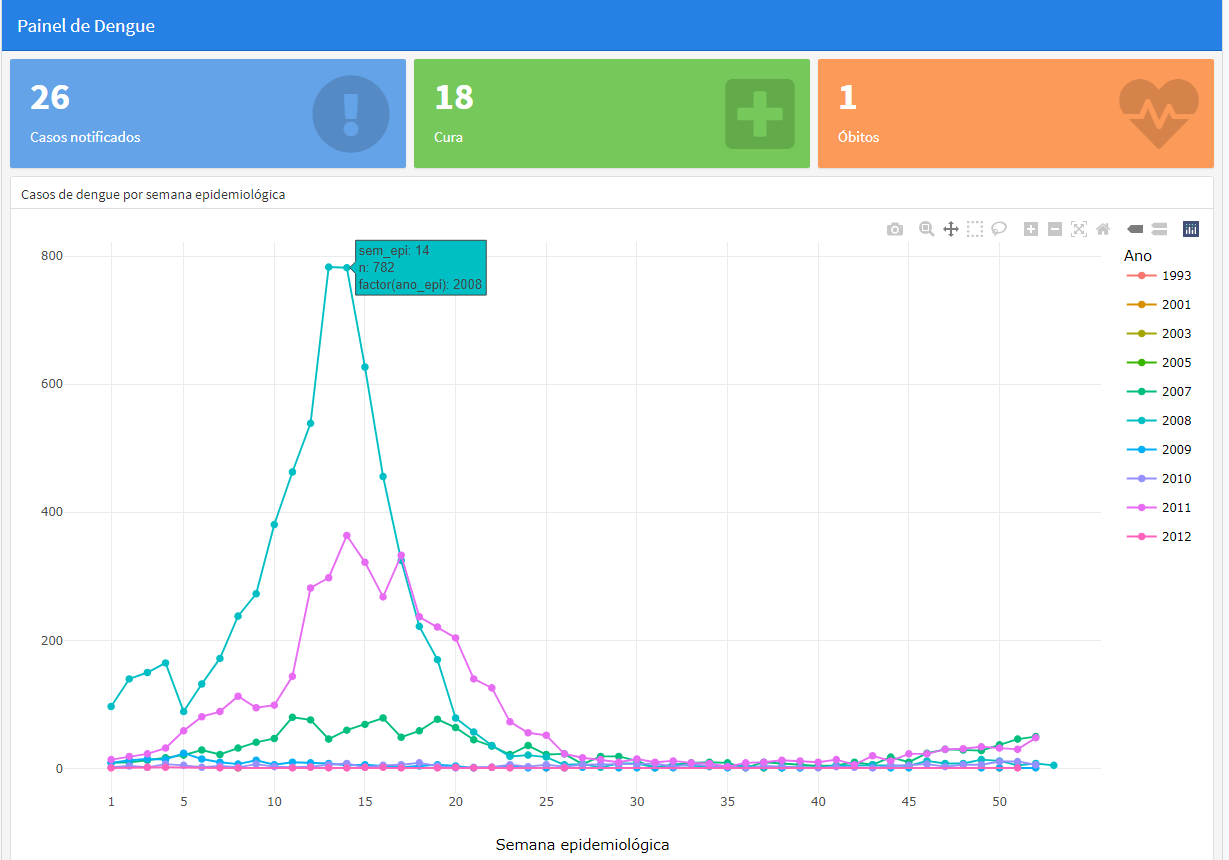 Painel de Dengue
26
Casos notificados
18
Cura
1
Óbitos
Casos de dengue por semana epidemiológica
sem_epi: 14
n: 782
factor(ano_epi): 2008
800
600
400
200
0
1 5 10 15 20 25 30 35 40 45 50
Semana epidemiológica
Ano
1993
2001
2003
2005
2007
2008
2009
2010
2011
2012